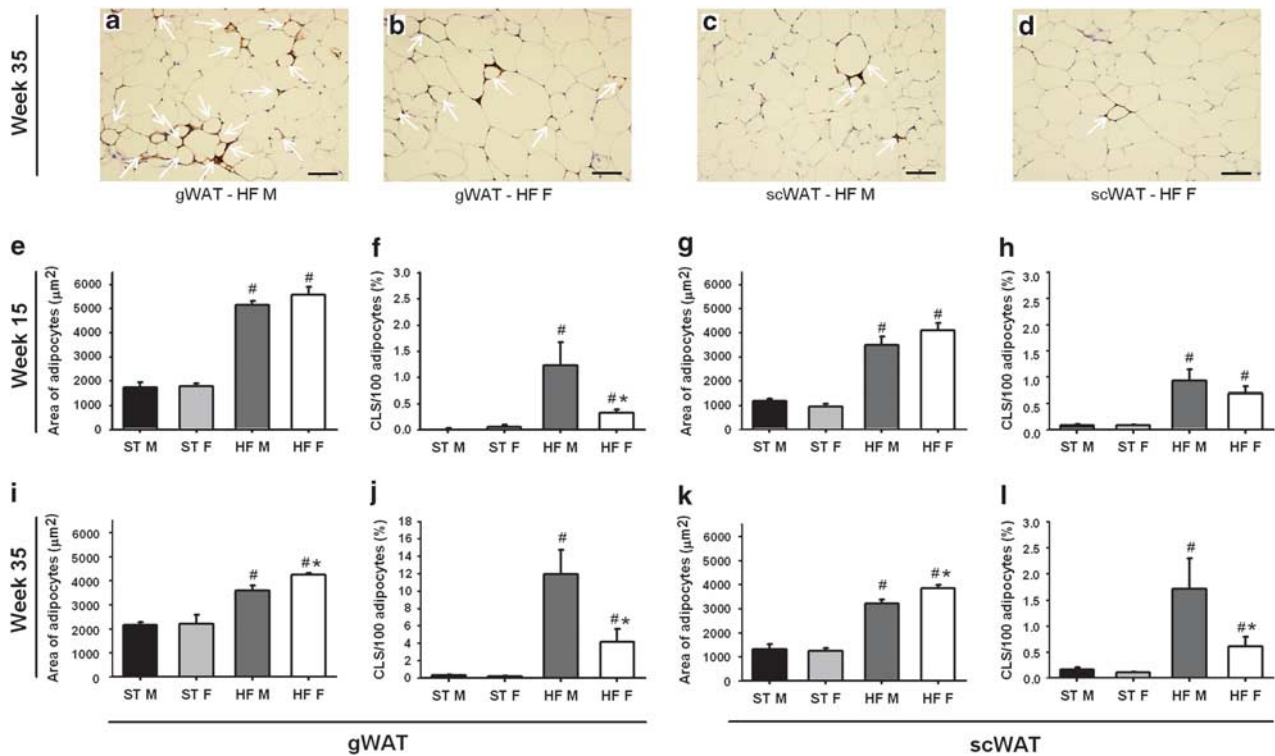 Week 35
a
b
c
d
gWAT - HF M
gWAT - HF F
scWAT - HF M
scWAT - HF F
Week 15
e
Area of adipocytes (μm2)
6000
5000
4000
3000
2000
1000
0
#
#
ST M ST F HF M HF F
f
CLS/100 adipocytes (%)
3.0
2.5
2.0
1.5
1.0
0.5
0.0
#
#*
ST M ST F HF M HF F
g
Area of adipocytes (μm2)
6000
5000
4000
3000
2000
1000
0
#
#
ST M ST F HF M HF F
h
CLS/100 adipocytes (%)
3.0
2.5
2.0
1.5
1.0
0.5
0.0
#
#
ST M ST F HF M HF F
Week 35
i
Area of adipocytes (μm2)
6000
5000
4000
3000
2000
1000
0
#
#*
ST M ST F HF M HF F
j
CLS/100 adipocytes (%)
18
16
14
12
10
8
6
4
2
0
#
#*
ST M ST F HF M HF F
k
Area of adipocytes (μm2)
6000
5000
4000
3000
2000
1000
0
#
#*
ST M ST F HF M HF F
l
CLS/100 adipocytes (%)
3.0
2.5
2.0
1.5
1.0
0.5
0.0
#
#*
ST M ST F HF M HF F
gWAT
scWAT